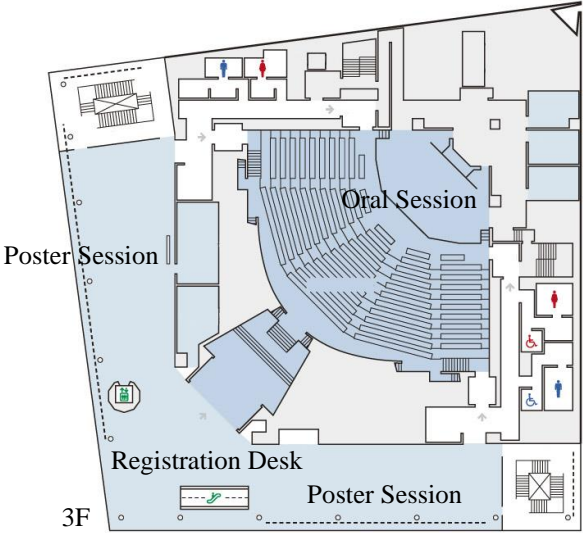 Oral Session
Poster Session
Registration Desk
Poster Session
3F